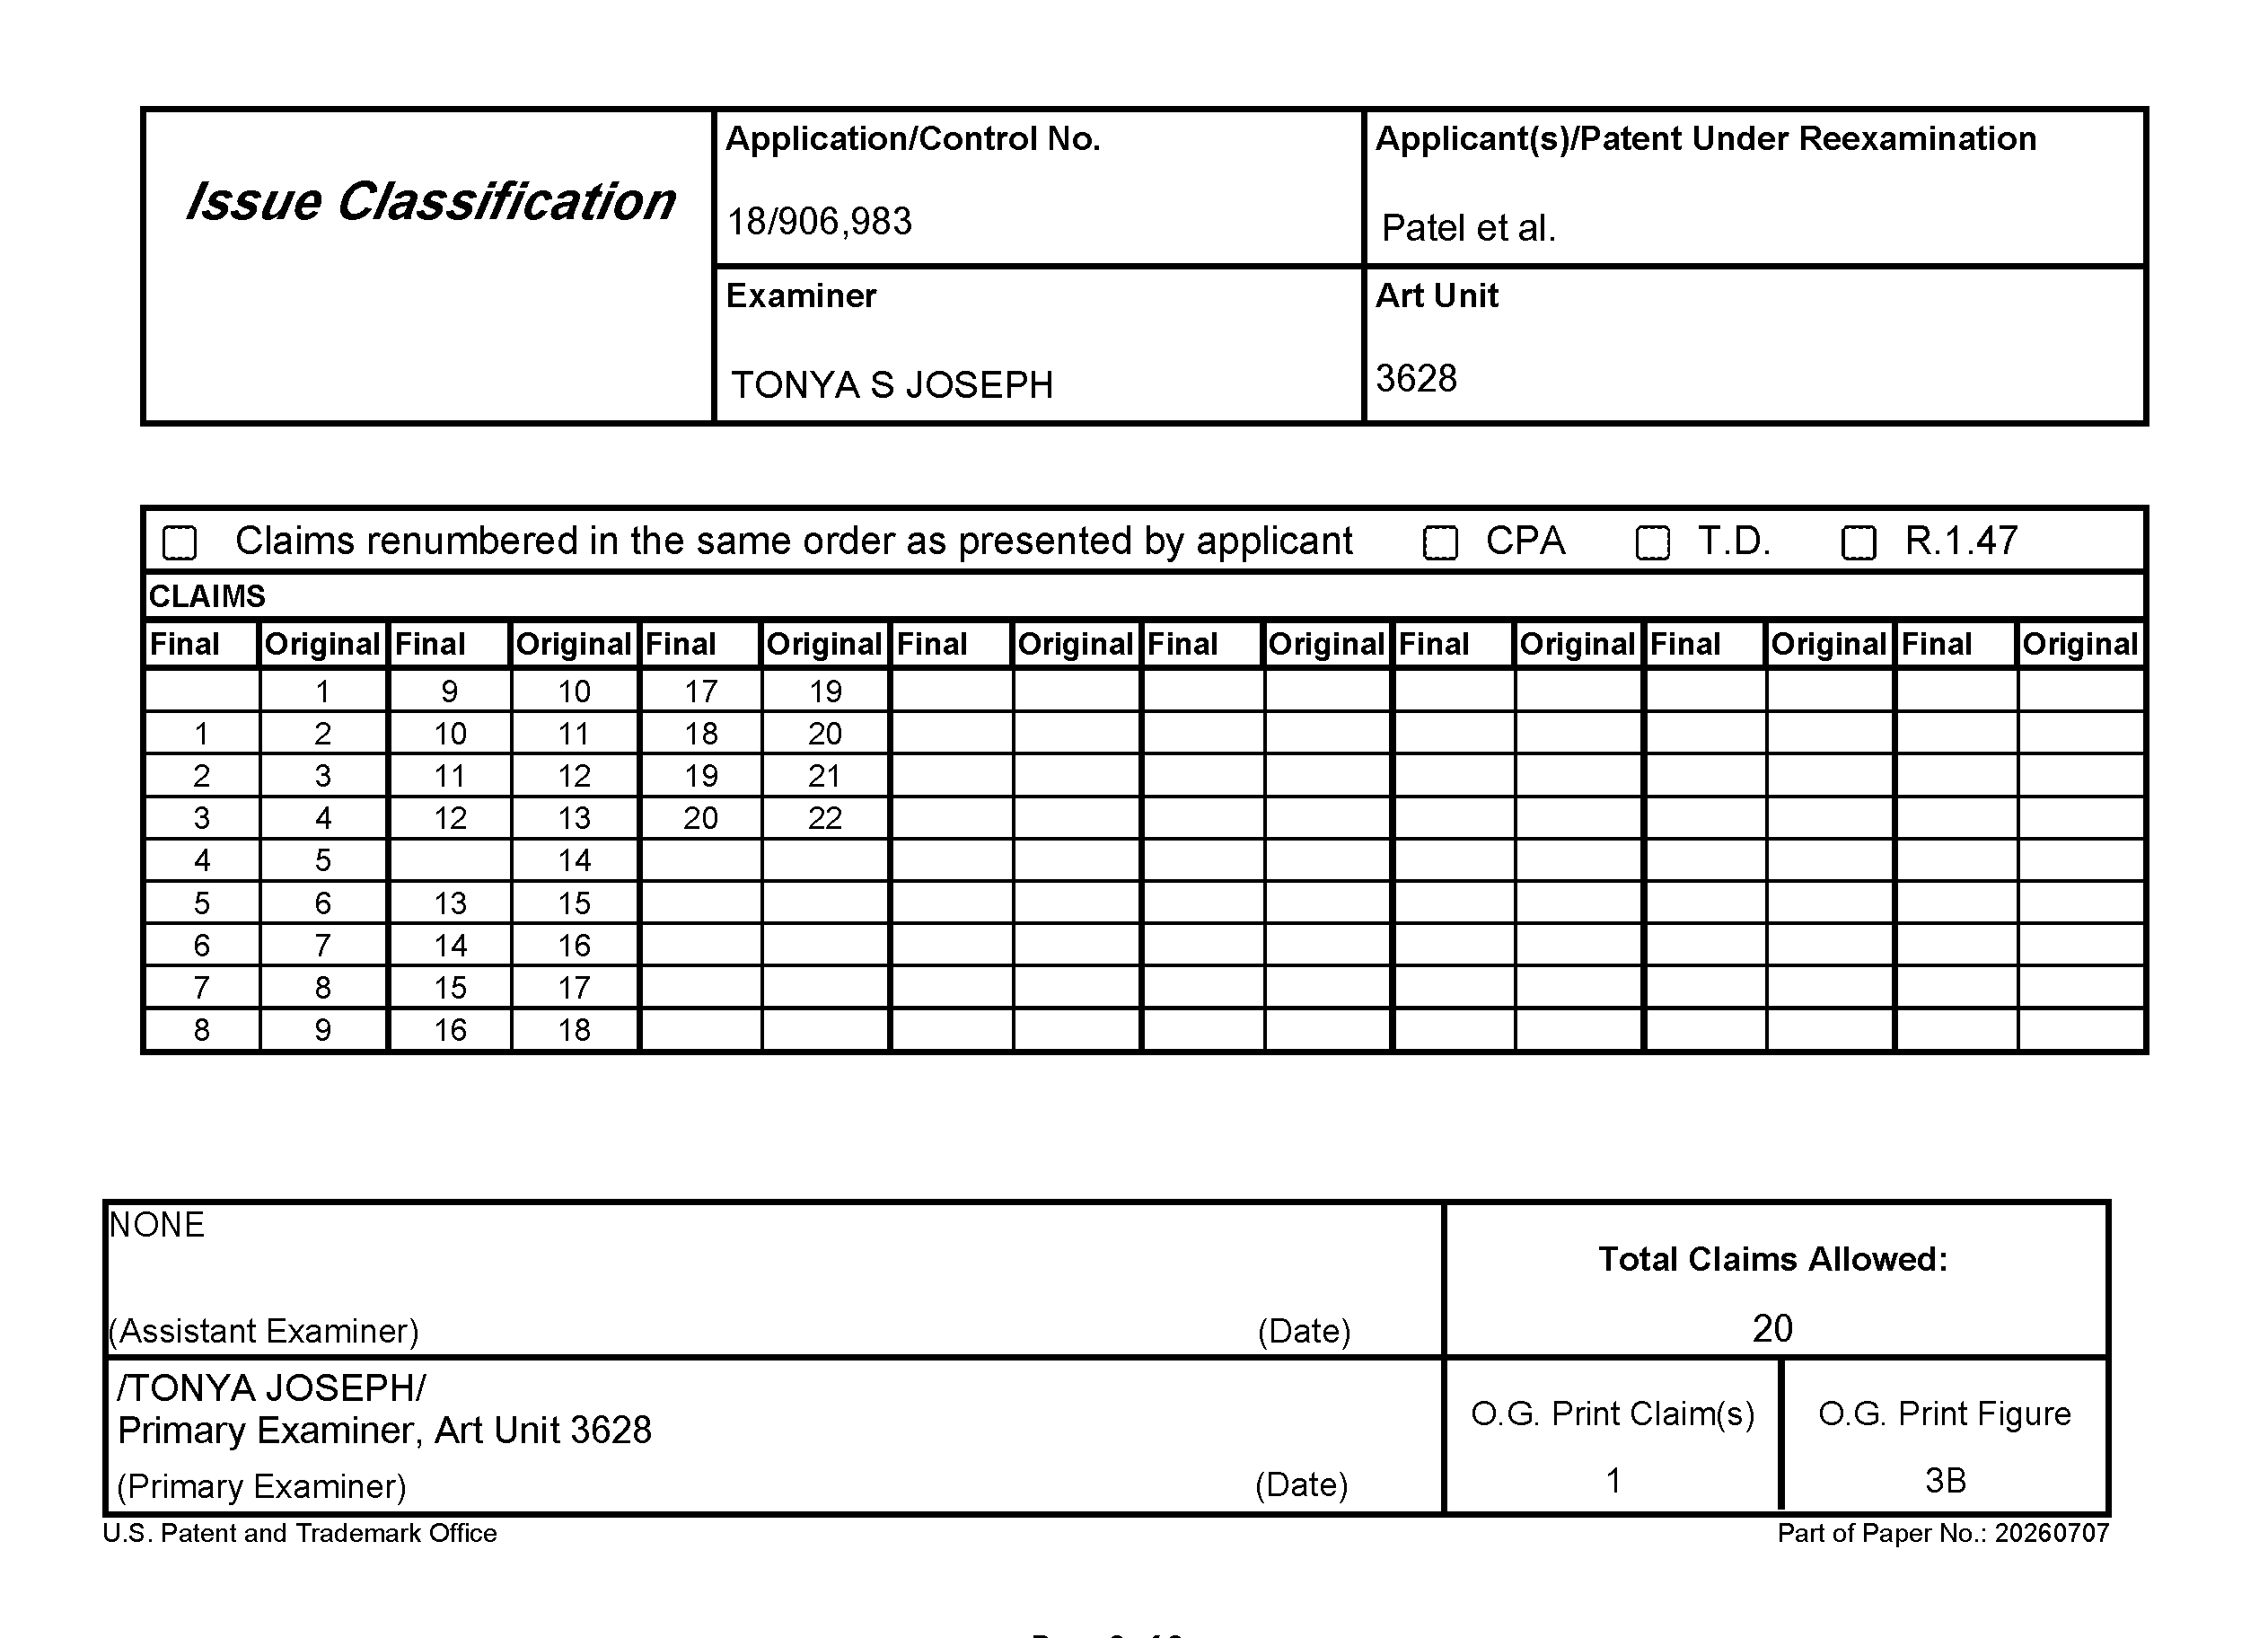 Issue Classification
Application/Control No.
18/906,983
Applicant(s)/Patent Under Reexamination
Patel et al.
Examiner
TONYA S JOSEPH
Art Unit
3628
Claims renumbered in the same order as presented by applicant CPA T.D. R.1.47
CLAIMS
Final Original Final Original Final Original Final Original Final Original Final Original Final Original Final Original
1 9 10 17 19
1 2 10 11 18 20
2 3 11 12 19 21
3 4 12 13 20 22
4 5 14
5 6 13 15
6 7 14 16
7 8 15 17
8 9 16 18
NONE
(Assistant Examiner) (Date)
Total Claims Allowed:
20
/TONYA JOSEPH/
Primary Examiner, Art Unit 3628
(Primary Examiner) (Date)
O.G. Print Claim(s) O.G. Print Figure
1 3B
U.S. Patent and Trademark Office Part of Paper No.: 20260707